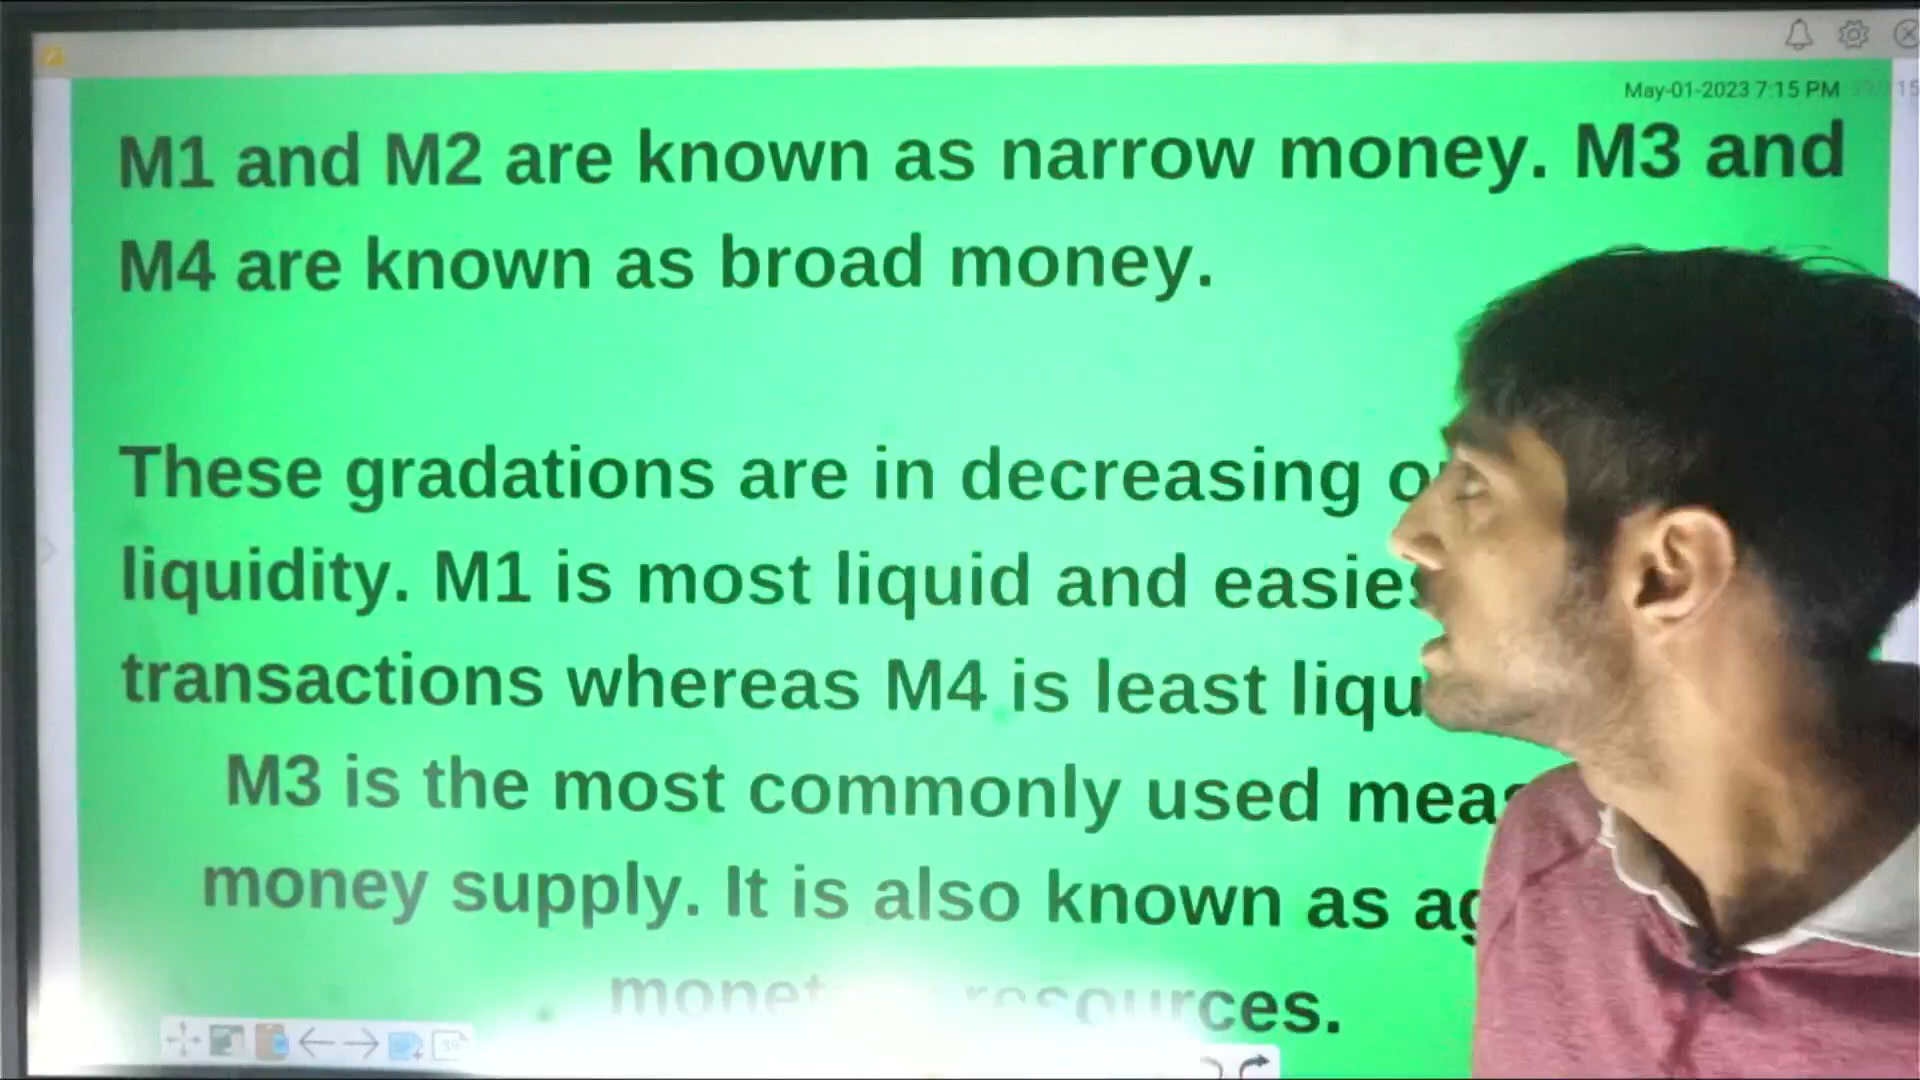 May-01-2023 7:15 PM
M1 and M2 are known as narrow money. M3 and
M4 are known as broad money.
These gradations are in decreasing
liquidity. M1 is most liquid and
transactions whereas M4 is least
M3 is the most commonly used
money supply. It is also known as
resources.